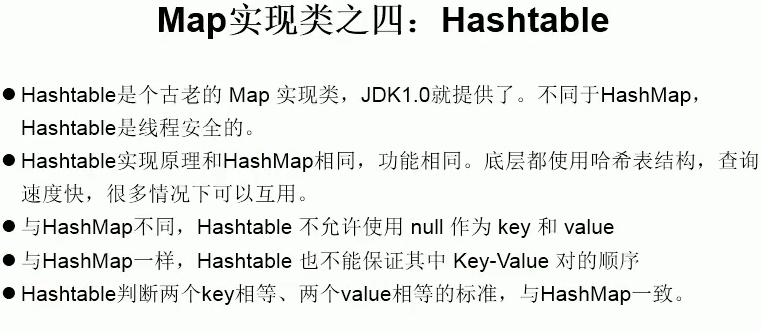 Map实现类之四：Hashtable
●Hashtable是个古老的 Map 实现类，JDK1.0就提供了。不同于HashMap，
Hashtable是线程安全的。
●Hashtable实现原理和HashMap相同，功能相同。底层都使用哈希表结构，查询
速度快，很多情况下可以互用。
●与HashMap不同，Hashtable 不允许使用 null 作为 key 和 value
●与HashMap一样，Hashtable 也不能保证其中 Key-Value 对的顺序
●Hashtable判断两个key相等、两个value相等的标准，与HashMap一致。